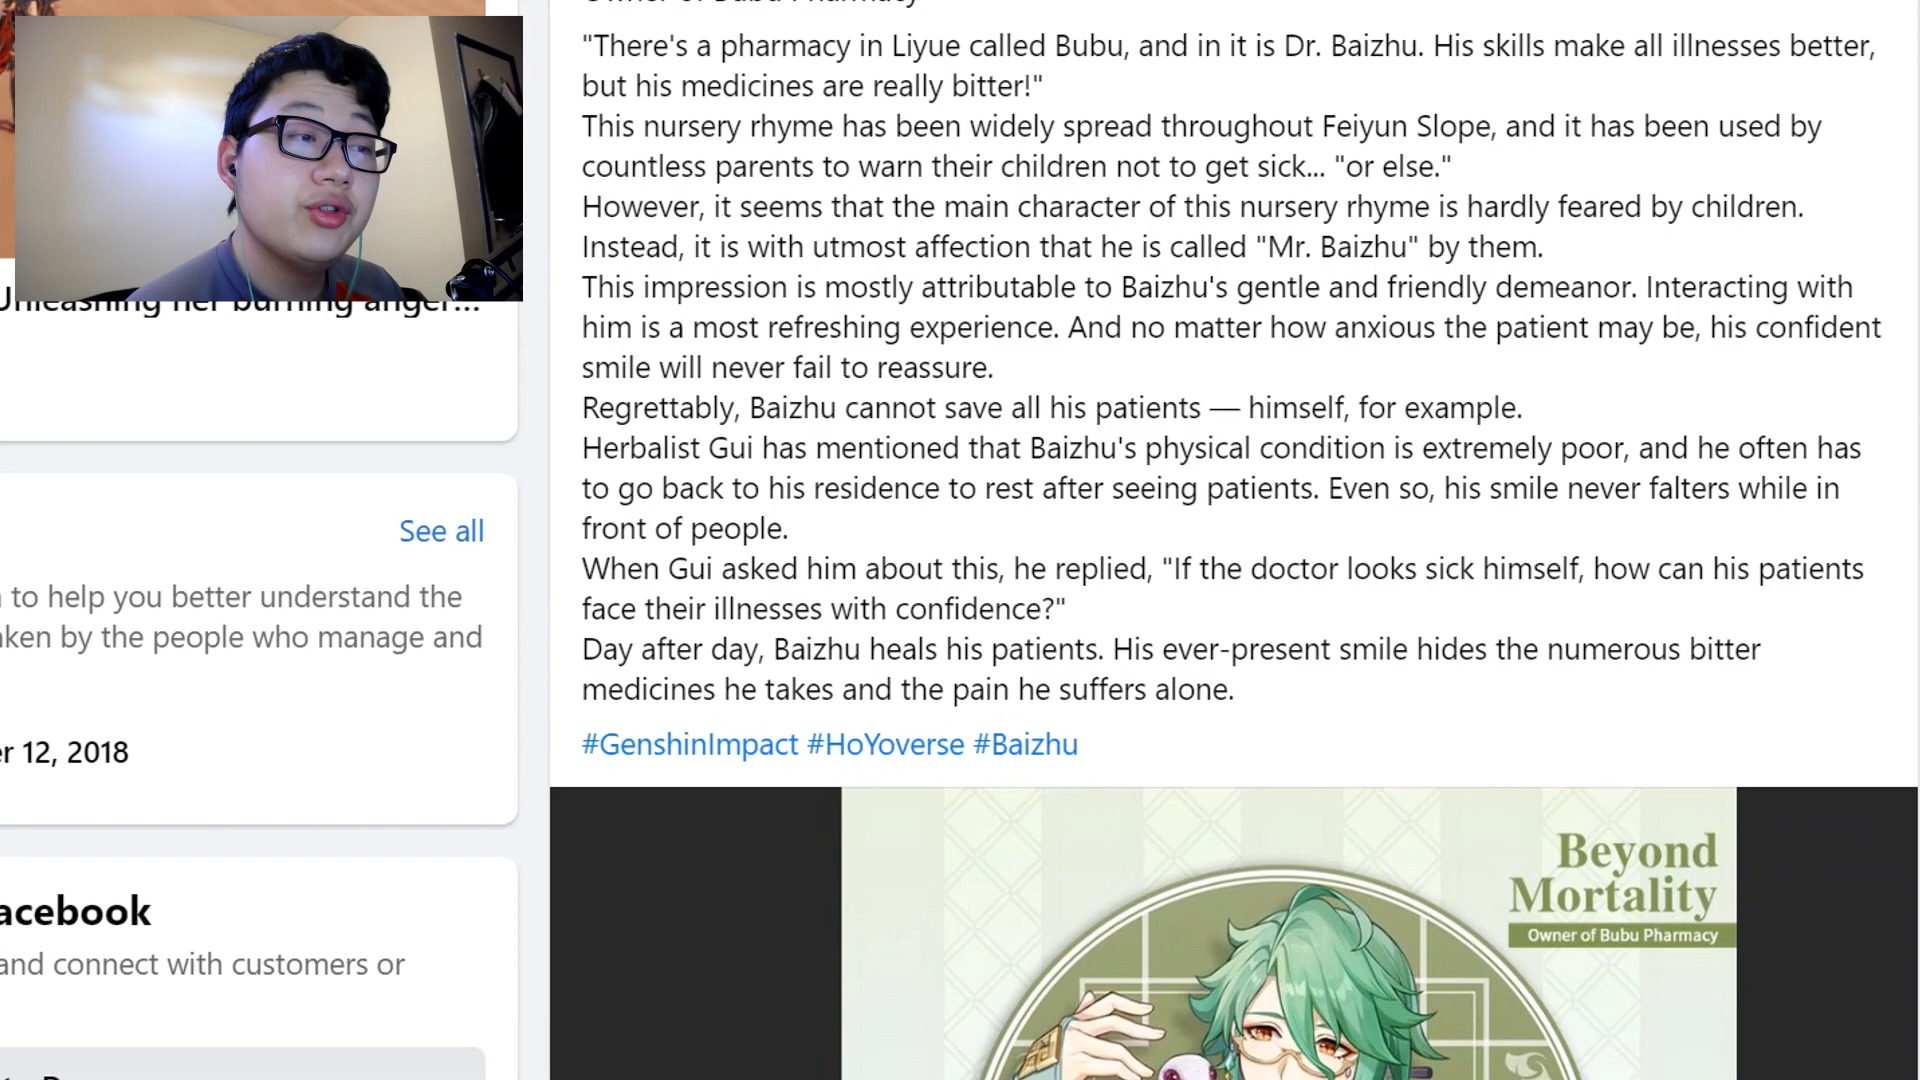 Owner of Bubu Pharmacy
"There's a pharmacy in Liyue called Bubu, and in it is Dr. Baizhu. His skills make all illnesses better,
but his medicines are really bitter!"
This nursery rhyme has been widely spread throughout Feiyun Slope, and it has been used by
countless parents to warn their children not to get sick... "or else."
However, it seems that the main character of this nursery rhyme is hardly feared by children.
Instead, it is with utmost affection that he is called "Mr. Baizhu" by them.
This impression is mostly attributable to Baizhu's gentle and friendly demeanor. Interacting with
him is a most refreshing experience. And no matter how anxious the patient may be, his confident
smile will never fail to reassure.
Regrettably, Baizhu cannot save all his patients — himself, for example.
Herbalist Gui has mentioned that Baizhu's physical condition is extremely poor, and he often has
to go back to his residence to rest after seeing patients. Even so, his smile never falters while in
front of people.
When Gui asked him about this, he replied, "If the doctor looks sick himself, how can his patients
face their illnesses with confidence?"
Day after day, Baizhu heals his patients. His ever-present smile hides the numerous bitter
medicines he takes and the pain he suffers alone.
#GenshinImpact #HoYoverse #Baizhu
Beyond
Mortality
Owner of Bubu Pharmacy
Unleashing her burning anger...
See all
to help you better understand the
aken by the people who manage and
er 12, 2018
acebook
and connect with customers or